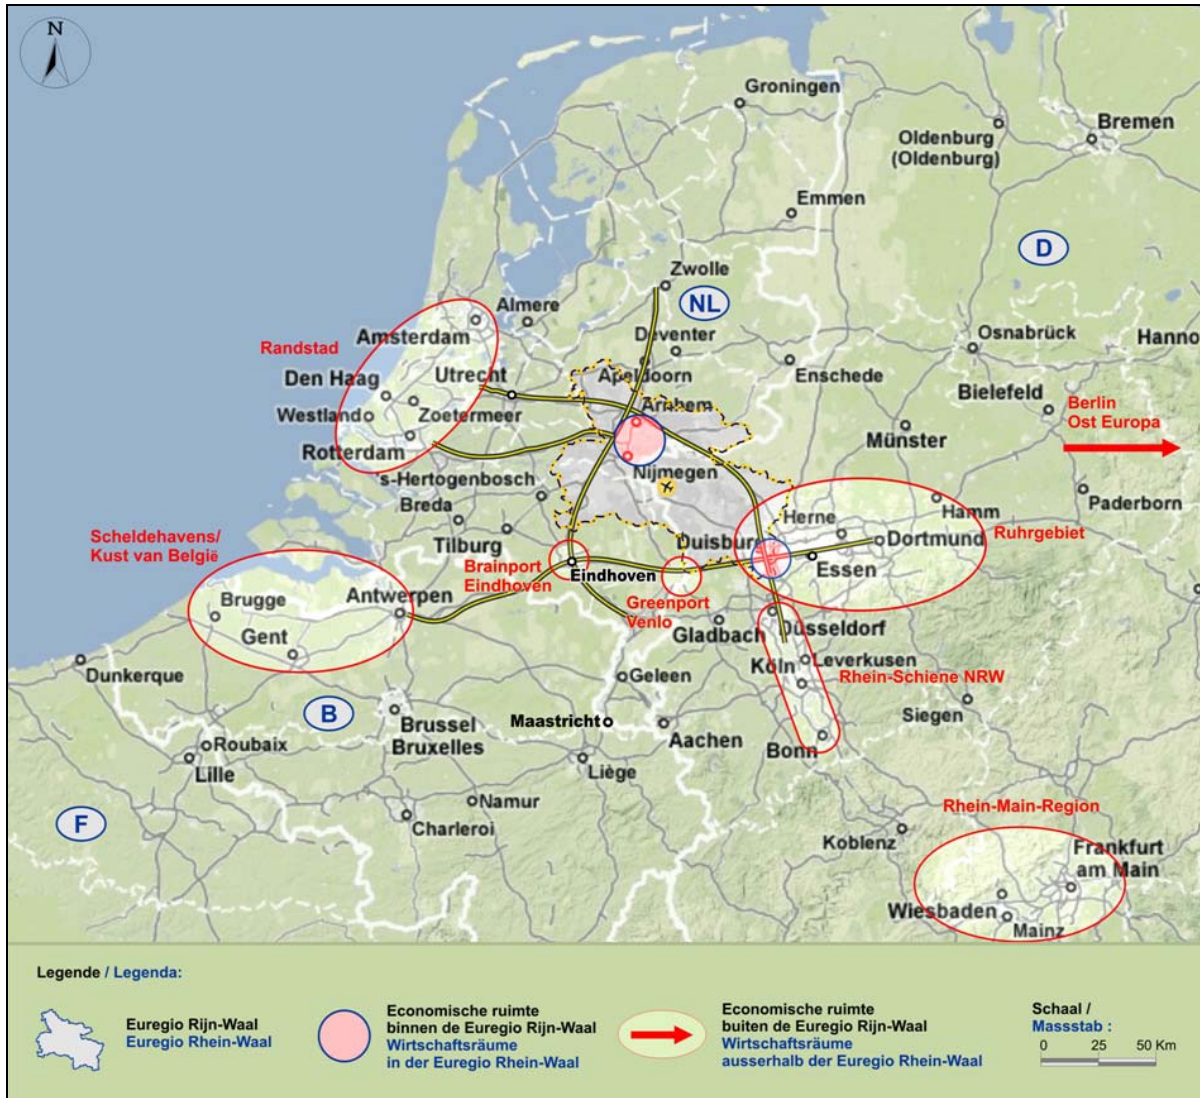 N
Groningen
Oldenburg
(Oldenburg)
Bremen
Emmen
D
Zwolle
NL
Almere
Amsterdam
Deventer
Osnabrück
Hanno
Randstad
Den Haag
Utrecht
Apeldoorn
Enschede
Bielefeld
Westland
Zoetermeer
Arnhem
Berlin
Ost Europa
Münster
Rotterdam
Nijmegen
s-Hertogenbosch
Paderborn
Breda
Herne
Hamm
Ruhrgebiet
Scheldehavens/
Kust van België
Tilburg
Duisburg
Dortmund
Brainport
Eindhoven
Eindhoven
Essen
Brugge
Antwerpen
Greenport
Venlo
Gladbach
Düsseldorf
Gent
Dunkerque
Geleen
Köln
Leverkusen
Rhein-Schiene NRW
B
Brussel
Bruxelles
Maastricht
Aachen
Siegen
Roubaix
Bonn
Lille
Liège
Namur
Rhein-Main-Region
F
Charleroi
Koblenz
Frankfurt
am Main
Wiesbaden
Mainz
Legende / Legenda:
Euregio Rijn-Waal
Euregio Rhein-Waal
Economische ruimte
binnen de Euregio Rijn-Waal
Wirtschaftsräume
in der Euregio Rhein-Waal
Economische ruimte
buiten de Euregio Rijn-Waal
Wirtschaftsräume
ausserhalb der Euregio Rhein-Waal
Schaal /
Massstab :
0 25 50 Km